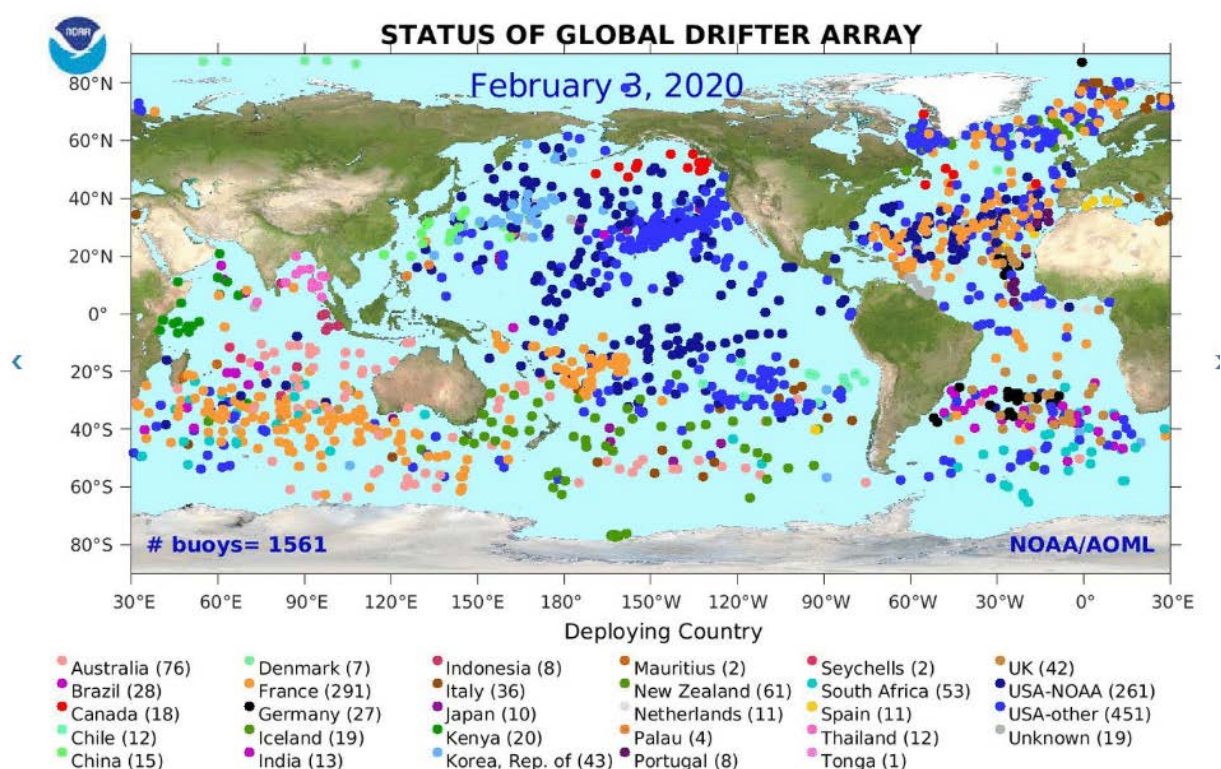 NOAA
STATUS OF GLOBAL DRIFTER ARRAY
February 3, 2020
80°N
60°N
40°N
20°N
0°
20°S
40°S
60°S
80°S
# buoys= 1561
NOAA/AOML
30°E 60°E 90°E 120°E 150°E 180° 150°W 120°W 90°W 60°W 30°W 0° 30°E
Deploying Country
Australia (76) Denmark (7) Indonesia (8) Mauritius (2) Seychells (2) UK (42)
Brazil (28) France (291) Italy (36) New Zealand (61) South Africa (53) USA-NOAA (261)
Canada (18) Germany (27) Japan (10) Netherlands (11) Spain (11) USA-other (451)
Chile (12) Iceland (19) Kenya (20) Palau (4) Thailand (12) Unknown (19)
China (15) India (13) Korea, Rep. of (43) Portugal (8) Tonga (1)